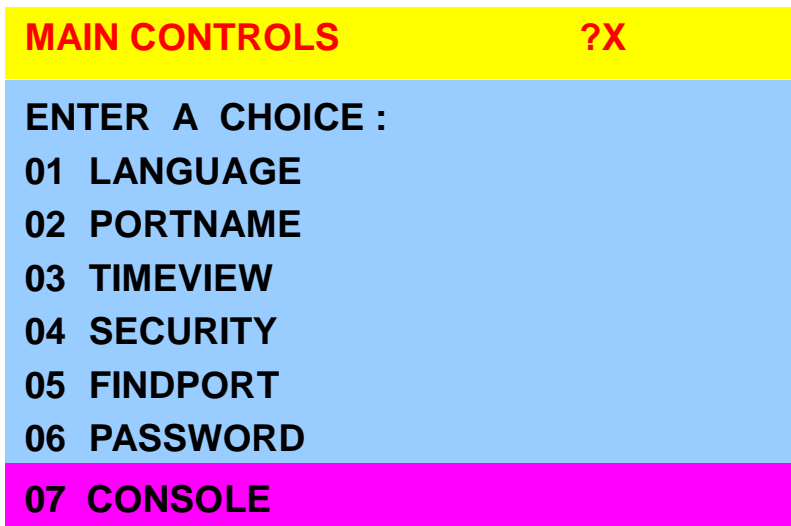 MAIN CONTROLS ?X
ENTER A CHOICE :
01 LANGUAGE
02 PORTNAME
03 TIMEVIEW
04 SECURITY
05 FINDPORT
06 PASSWORD
07 CONSOLE